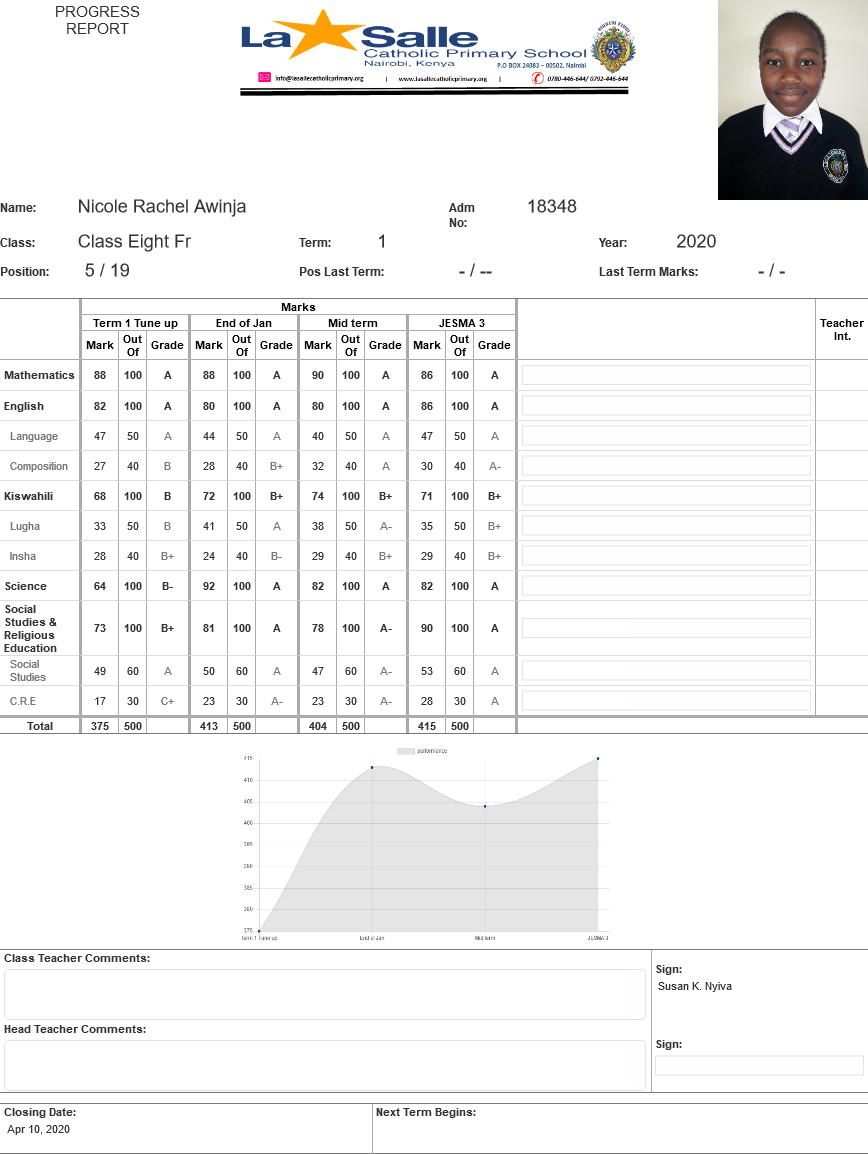 PROGRESS
REPORT
La Salle
Catholic Primary School
Nairobi, Kenya
P.O BOX 24083 – 00502, Nairobi
info@lasallecatholicprimary.org | www.lasallecatholicprimary.org | 0780-446-644/ 0792-446-644
Name: Nicole Rachel Awinja Adm No: 18348
Class: Class Eight Fr Term: 1 Year: 2020
Position: 5 / 19 Pos Last Term: - / -- Last Term Marks: - / -
Marks
Term 1 Tune up End of Jan Mid term JESMA 3 Teacher Int.
Mark Out Of Grade Mark Out Of Grade Mark Out Of Grade Mark Out Of Grade
Mathematics 88 100 A 88 100 A 90 100 A 86 100 A
English 82 100 A 80 100 A 80 100 A 86 100 A
Language 47 50 A 44 50 A 40 50 A 47 50 A
Composition 27 40 B 28 40 B+ 32 40 A 30 40 A-
Kiswahili 68 100 B 72 100 B+ 74 100 B+ 71 100 B+
Lugha 33 50 B 41 50 A 38 50 A- 35 50 B+
Insha 28 40 B+ 24 40 B- 29 40 B+ 29 40 B+
Science 64 100 B- 92 100 A 82 100 A 82 100 A
Social Studies & Religious Education 73 100 B+ 81 100 A 78 100 A- 90 100 A
Social Studies 49 60 A 50 60 A 47 60 A- 53 60 A
C.R.E 17 30 C+ 23 30 A- 23 30 A- 28 30 A
Total 375 500 413 500 404 500 415 500
performance
415
410
405
400
395
390
385
380
375
Term 1 Tune up End of Jan Mid term JESMA 3
Class Teacher Comments:
Sign:
Susan K. Nyiva
Head Teacher Comments:
Sign:
Closing Date: Next Term Begins:
Apr 10, 2020